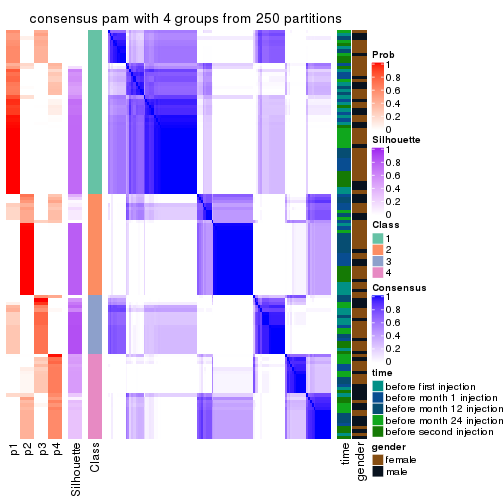 consensus pam with 4 groups from 250 partitions
Prob
1
0.8
0.6
0.4
0.2
0
Silhouette
1
0.8
0.6
0.4
0.2
0
Class
1
2
3
4
Consensus
1
0.8
0.6
0.4
0.2
0
time
before first injection
before month 1 injection
before month 12 injection
before month 24 injection
before second injection
gender
female
male
p1
p2
p3
p4
Silhouette
Class
time
gender